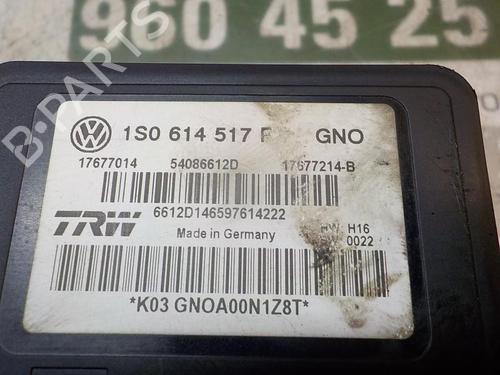 960 45 25
1S0 614 517 F GNO
17677014 54086612D 17677214-B
6612D146597614222
TRW Made in Germany HW: H16
0022
*K03 GNOA00N1Z8T*
B-PARTS